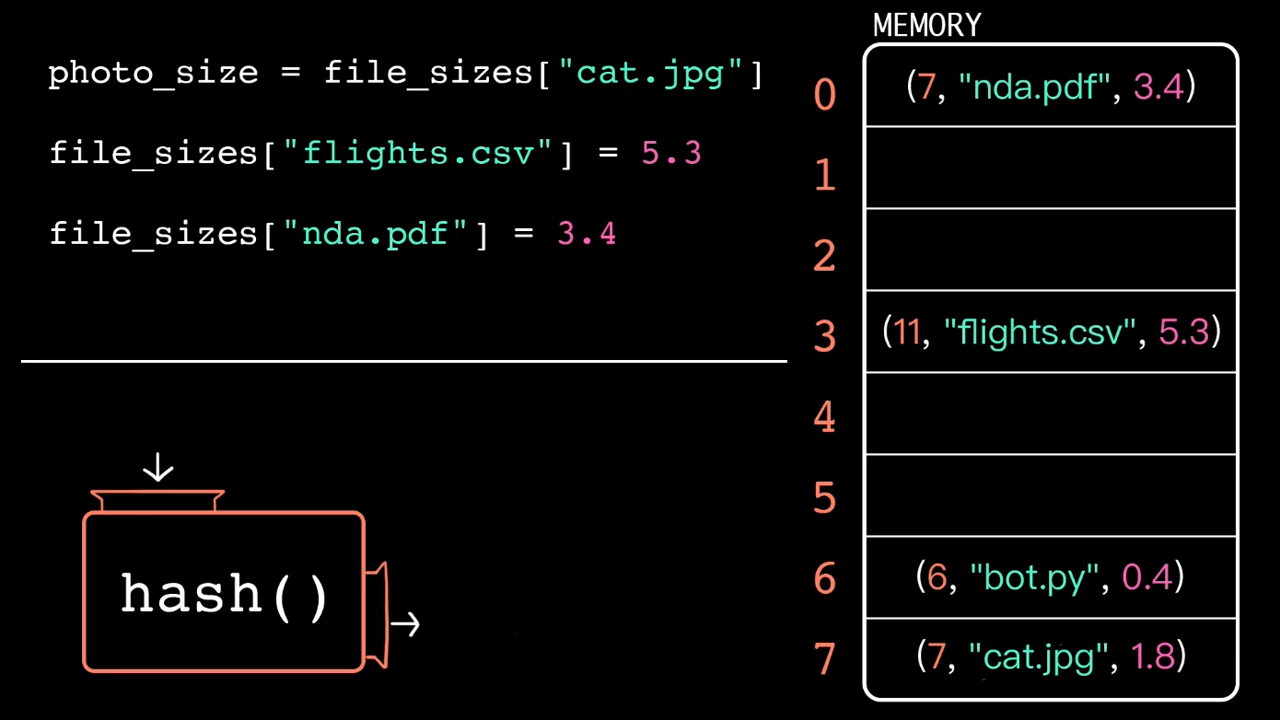 photo_size = file_sizes["cat.jpg"]
file_sizes["flights.csv"] = 5.3
file_sizes["nda.pdf"] = 3.4
hash()
MEMORY
0 (7, "nda.pdf", 3.4)
1
2
3 (11, "flights.csv", 5.3)
4
5
6 (6, "bot.py", 0.4)
7 (7, "cat.jpg", 1.8)